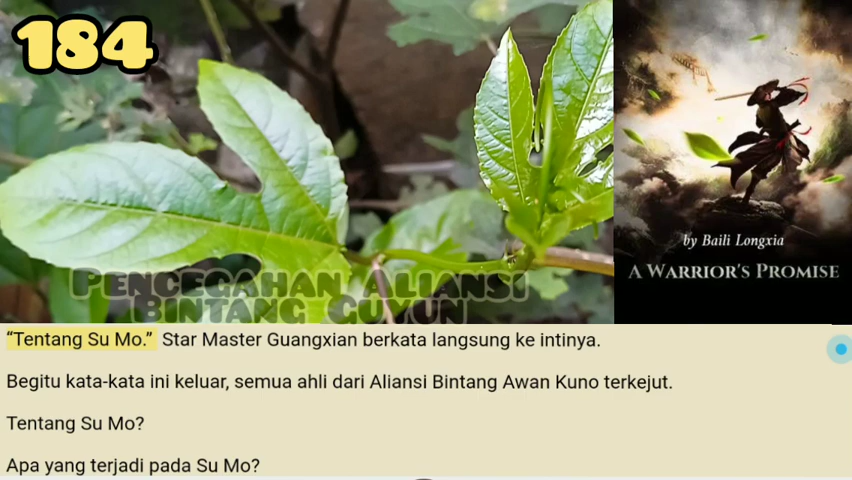 184
by Baili Longxia
A WARRIOR'S PROMISE
PENCEGAHAN ALIANSI
BINTANG GUYUN
“Tentang Su Mo.” Star Master Guangxian berkata langsung ke intinya.
Begitu kata-kata ini keluar, semua ahli dari Aliansi Bintang Awan Kuno terkejut.
Tentang Su Mo?
Apa yang terjadi pada Su Mo?